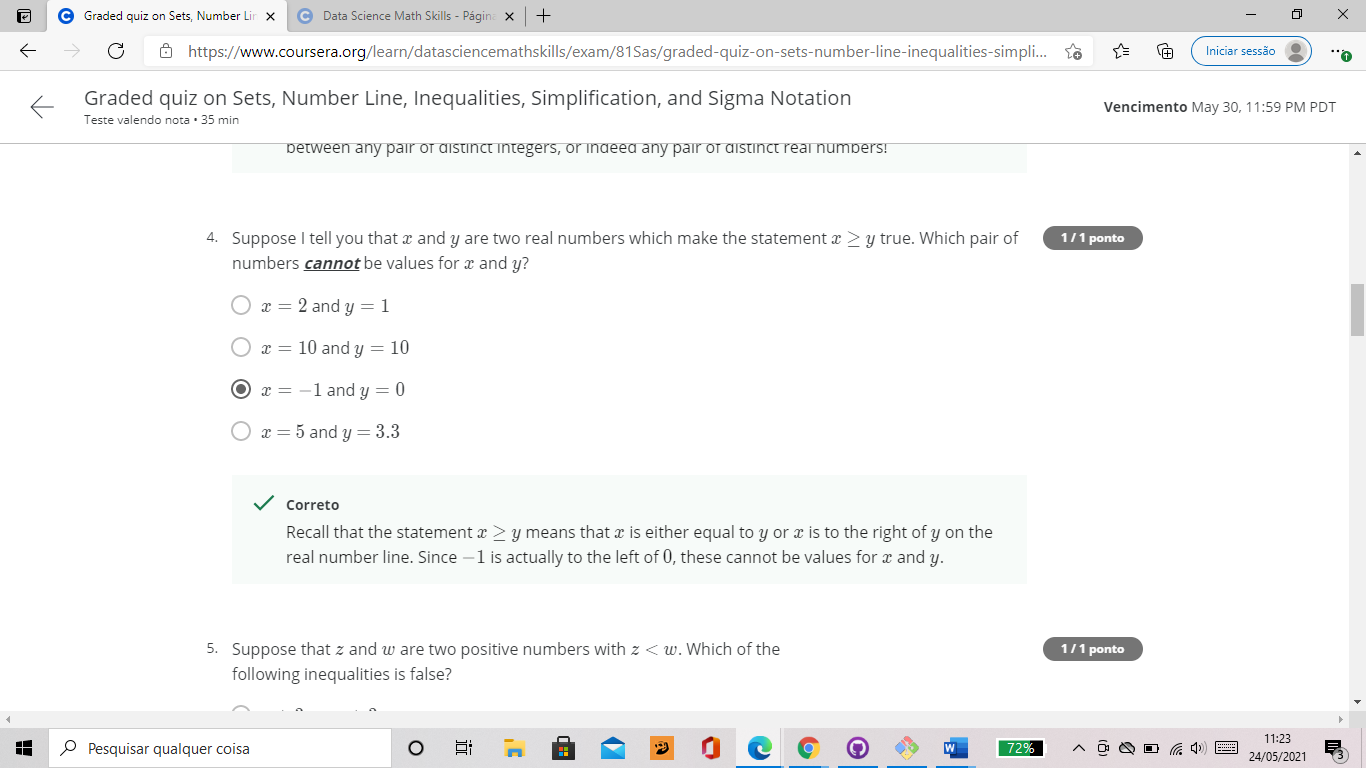 Graded quiz on Sets, Number Lin
Data Science Math Skills - Págin
https://www.coursera.org/learn/datasciencemathskills/exam/81Sas/graded-quiz-on-sets-number-line-inequalities-simpli...
Iniciar sessão
Graded quiz on Sets, Number Line, Inequalities, Simplification, and Sigma Notation
Teste valendo nota • 35 min
Vencimento May 30, 11:59 PM PDT
between any pair of distinct integers, or indeed any pair of distinct real numbers!
4. Suppose I tell you that x and y are two real numbers which make the statement x ≥ y true. Which pair of
1 / 1 ponto
numbers cannot be values for x and y?
x = 2 and y = 1
x = 10 and y = 10
x = −1 and y = 0
x = 5 and y = 3.3
Correto
Recall that the statement x ≥ y means that x is either equal to y or x is to the right of y on the
real number line. Since −1 is actually to the left of 0, these cannot be values for x and y.
5. Suppose that z and w are two positive numbers with z < w. Which of the
1 / 1 ponto
following inequalities is false?
Pesquisar qualquer coisa
72%
11:23
24/05/2021
3